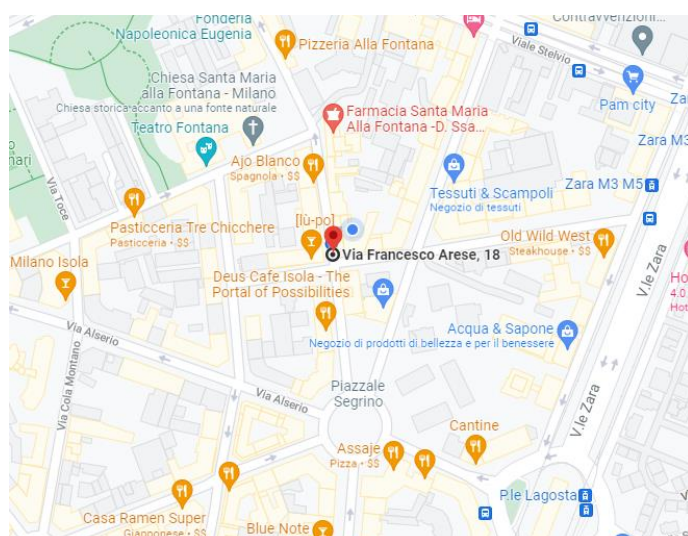 Fonderia
Napoleonica Eugenia
Pizzeria Alla Fontana
Contravvenzioni...
Viale Stelvio
Chiesa Santa Maria
alla Fontana - Milano
Chiesa storica accanto a una fonte naturale
Teatro Fontana
Farmacia Santa Maria
Alla Fontana -D. Ssa...
Pam city
Zara M3
Ajo Blanco
Spagnola • $$
Tessuti & Scampoli
Negozio di tessuti
Zara M3 M5
Via Toce
Pasticceria Tre Chicchere
Pasticceria • $$
[lù-po]
Via Francesco Arese, 18
Old Wild West
Steakhouse • $$
V.le Zara
Milano Isola
Deus Cafe Isola - The
Portal of Possibilities
Ho
4.0
Hot
Negozio di prodotti di bellezza e per il benessere
Acqua & Sapone
Via Alserio
Via Cola Montano
Via Alserio
Piazzale
Segrino
V.le Zara
Cantine
Assaje
Pizza • $$
P.le Lagosta
Casa Ramen Super
Giapponese • $$
Blue Note